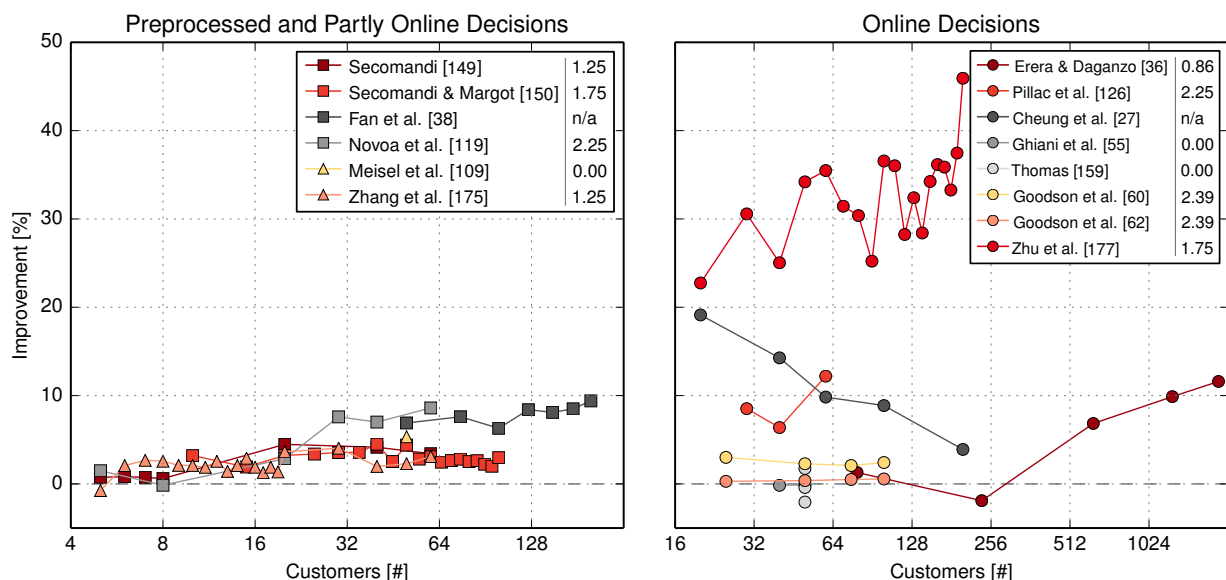 Preprocessed and Partly Online Decisions
Online Decisions
Improvement [%]
50
40
30
20
10
0
Secomandi [149] 1.25
Secomandi & Margot [150] 1.75
Fan et al. [38] n/a
Novoa et al. [119] 2.25
Meisel et al. [109] 0.00
Zhang et al. [175] 1.25
4 8 16 32 64 128
Customers [#]
Erera & Daganzo [36] 0.86
Pillac et al. [126] 2.25
Cheung et al. [27] n/a
Ghiani et al. [55] 0.00
Thomas [159] 0.00
Goodson et al. [60] 2.39
Goodson et al. [62] 2.39
Zhu et al. [177] 1.75
16 32 64 128 256 512 1024
Customers [#]